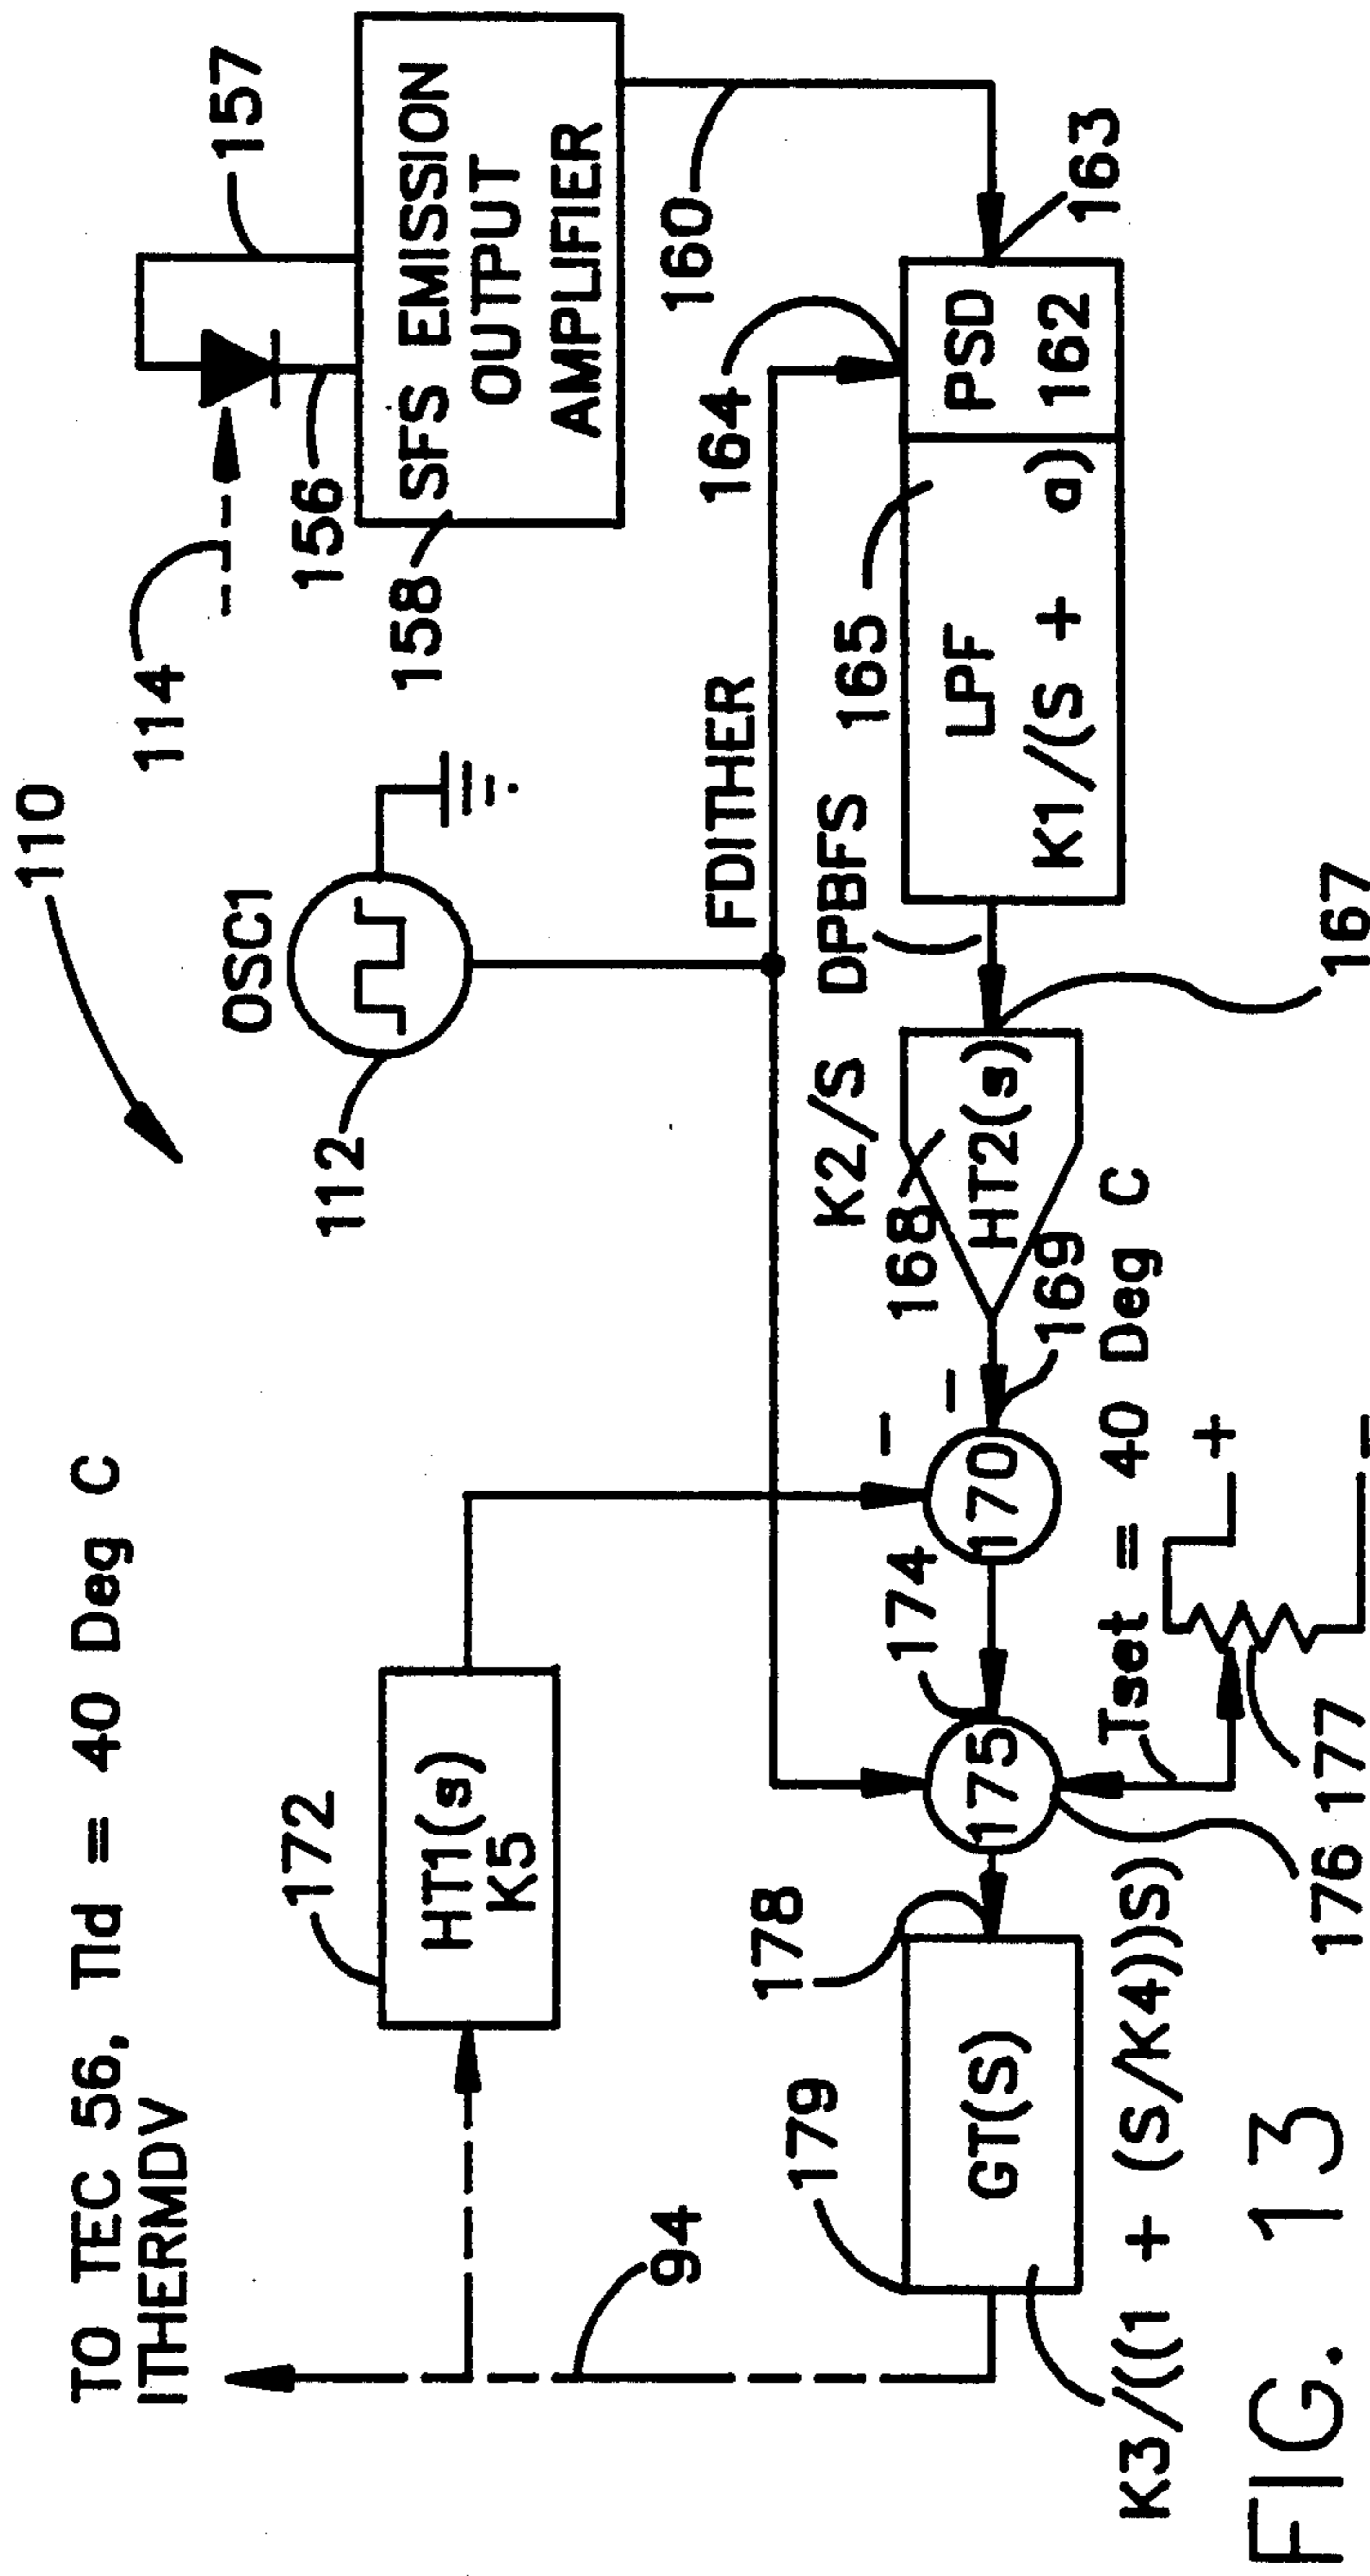 TO TEC 56, Tld = 40 Deg C
ITHERMDV
110
114
157
156
OSC1
112
158
SFS EMISSION
OUTPUT
AMPLIFIER
172
HT1(s)
K5
94
FDITHER
160
164
163
K2/S
DPBFS
165
LPF
K1/(S + a)
PSD
162
168
HT2(s)
167
169
-
-
170
174
175
178
179
GT(S)
K3/((1 + (S/K4))S)
Tset = 40 Deg C
+
-
176
177
FIG. 13